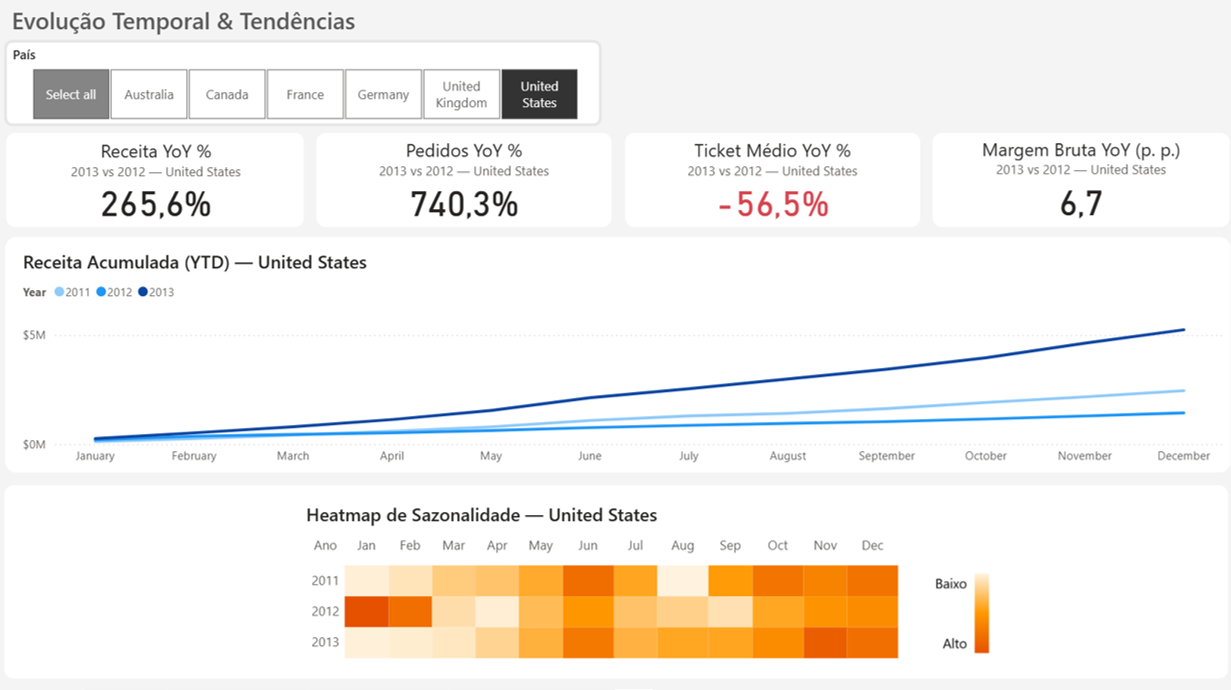 Evolução Temporal & Tendências
País
Select all
Australia
Canada
France
Germany
United
Kingdom
United
States
Receita YoY %
2013 vs 2012 — United States
265,6%
Pedidos YoY %
2013 vs 2012 — United States
740,3%
Ticket Médio YoY %
2013 vs 2012 — United States
-56,5%
Margem Bruta YoY (p. p.)
2013 vs 2012 — United States
6,7
Receita Acumulada (YTD) — United States
Year 2011 2012 2013
$5M
$0M
January February March April May June July August September October November December
Heatmap de Sazonalidade — United States
Ano Jan Feb Mar Apr May Jun Jul Aug Sep Oct Nov Dec
2011
2012
2013
Baixo
Alto